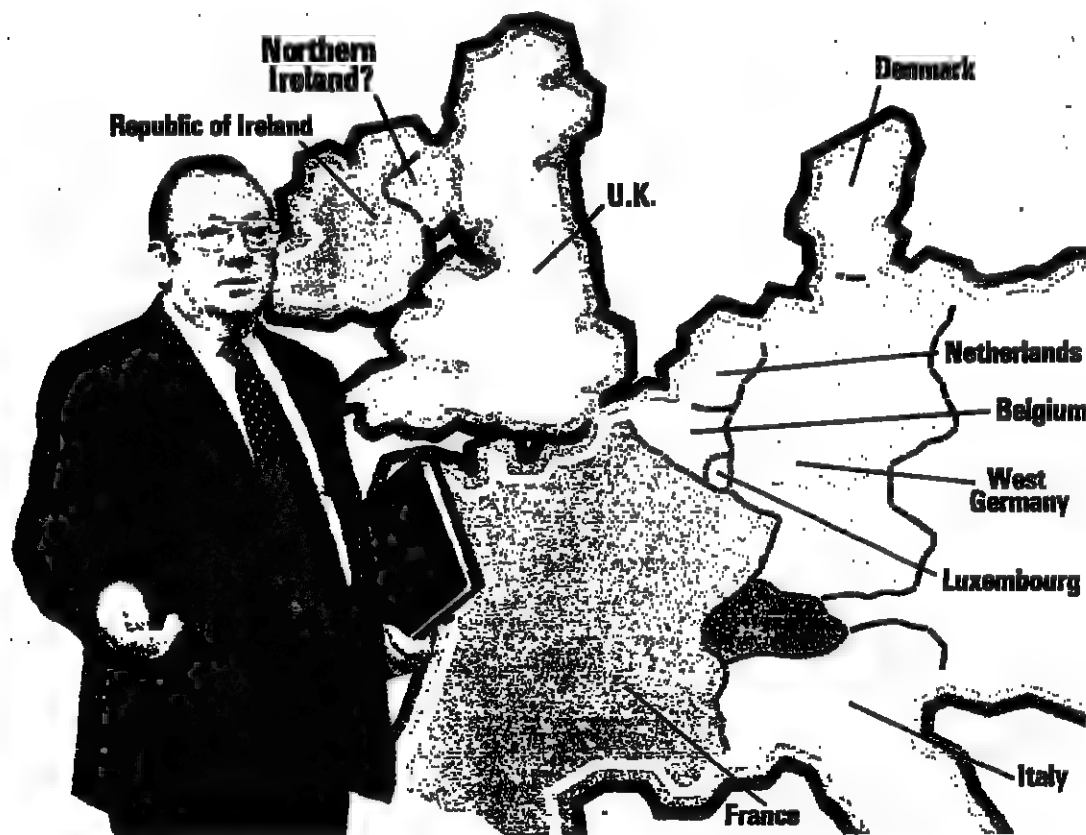 Northern
Ireland?
Republic of Ireland
Denmark
U.K.
Netherlands
Belgium
West
Germany
Luxembourg
Italy
France